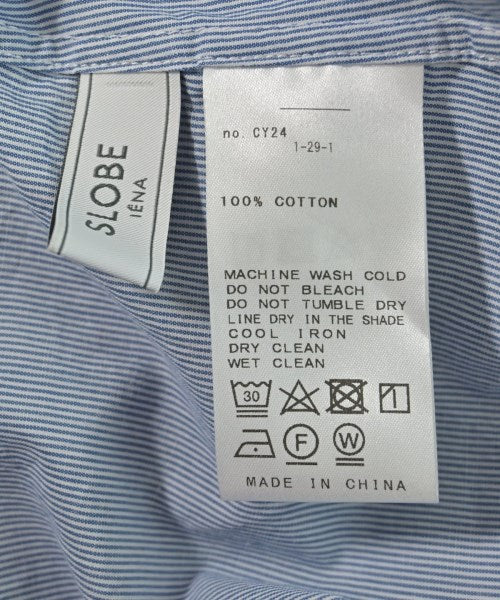 SLOBE
IÉNA
no. CY24
1-29-1
100% COTTON
MACHINE WASH COLD
DO NOT BLEACH
DO NOT TUMBLE DRY
LINE DRY IN THE SHADE
COOL IRON
DRY CLEAN
WET CLEAN
30
F W
MADE IN CHINA